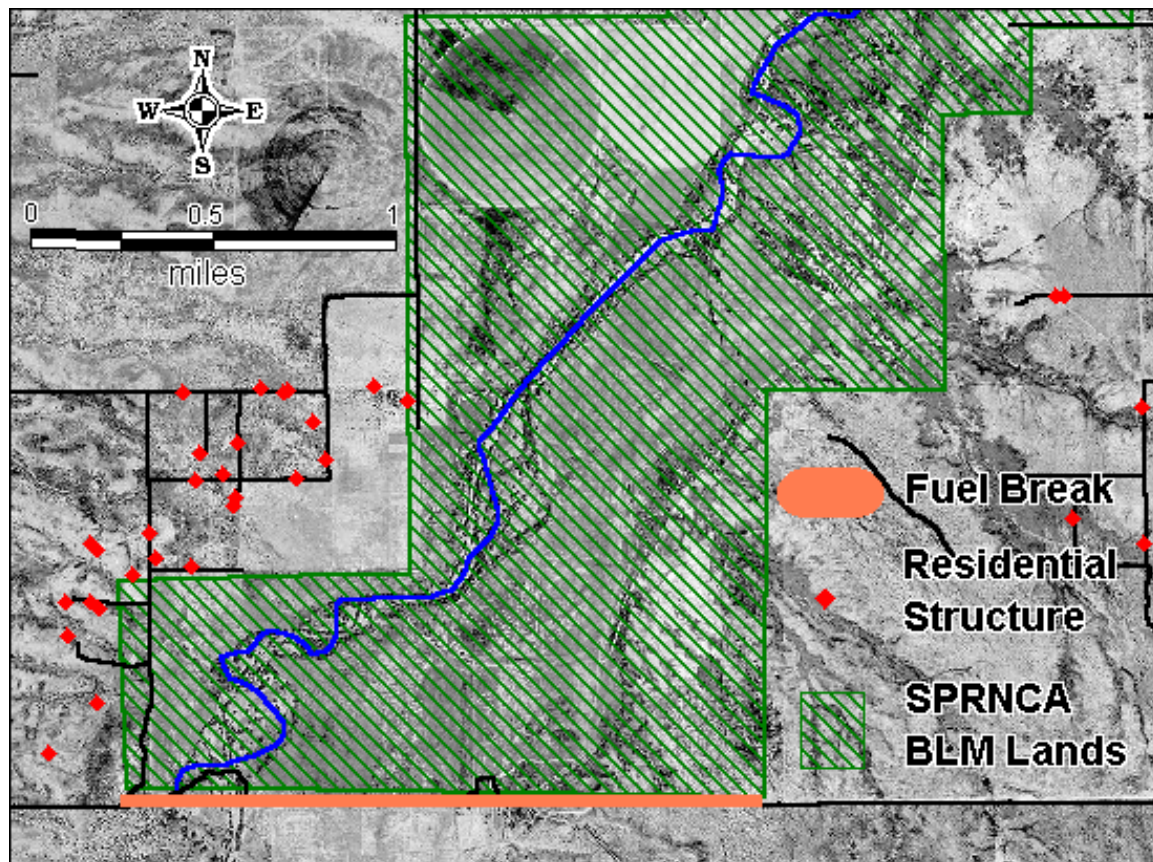 N
W E
S
0 0.5 1
miles
Fuel Break
Residential
Structure
SPRNCA
BLM Lands